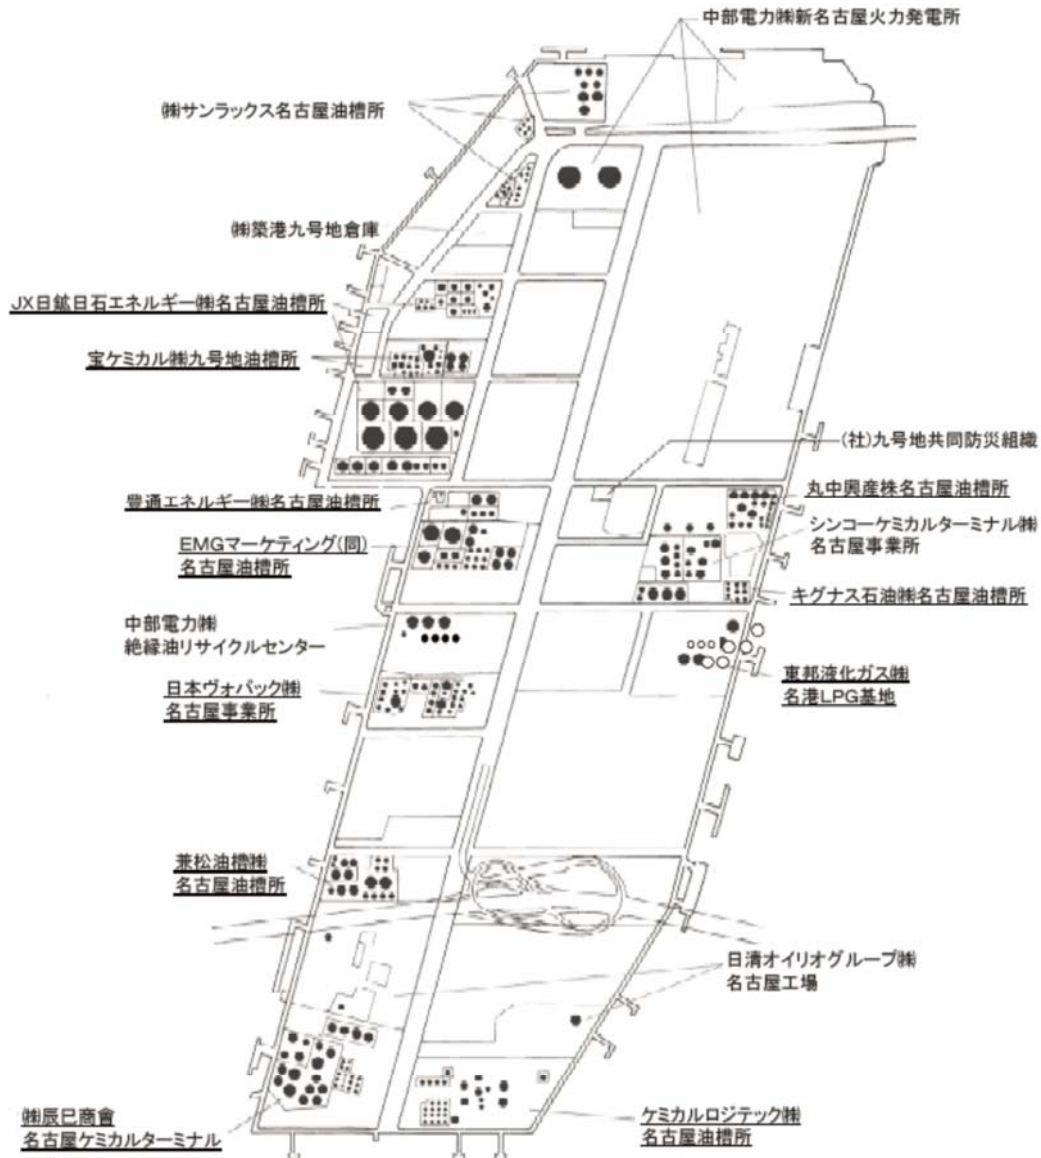 中部電力㈱新名古屋火力発電所
㈱サンラックス名古屋油槽所
㈱築港九号地倉庫
JX日鉱日石エネルギー㈱名古屋油槽所
宝ケミカル㈱九号地油槽所
(社)九号地共同防災組織
豊通エネルギー㈱名古屋油槽所
丸中興産株名古屋油槽所
シンコーケミカルターミナル㈱
名古屋事業所
EMGマーケティング(同)
名古屋油槽所
キグナス石油㈱名古屋油槽所
中部電力㈱
絶縁油リサイクルセンター
東邦液化ガス㈱
名港LPG基地
日本ヴォパック㈱
名古屋事業所
兼松油槽㈱
名古屋油槽所
日清オイリオグループ㈱
名古屋工場
㈱辰巳商會
名古屋ケミカルターミナル
ケミカルロジテック㈱
名古屋油槽所